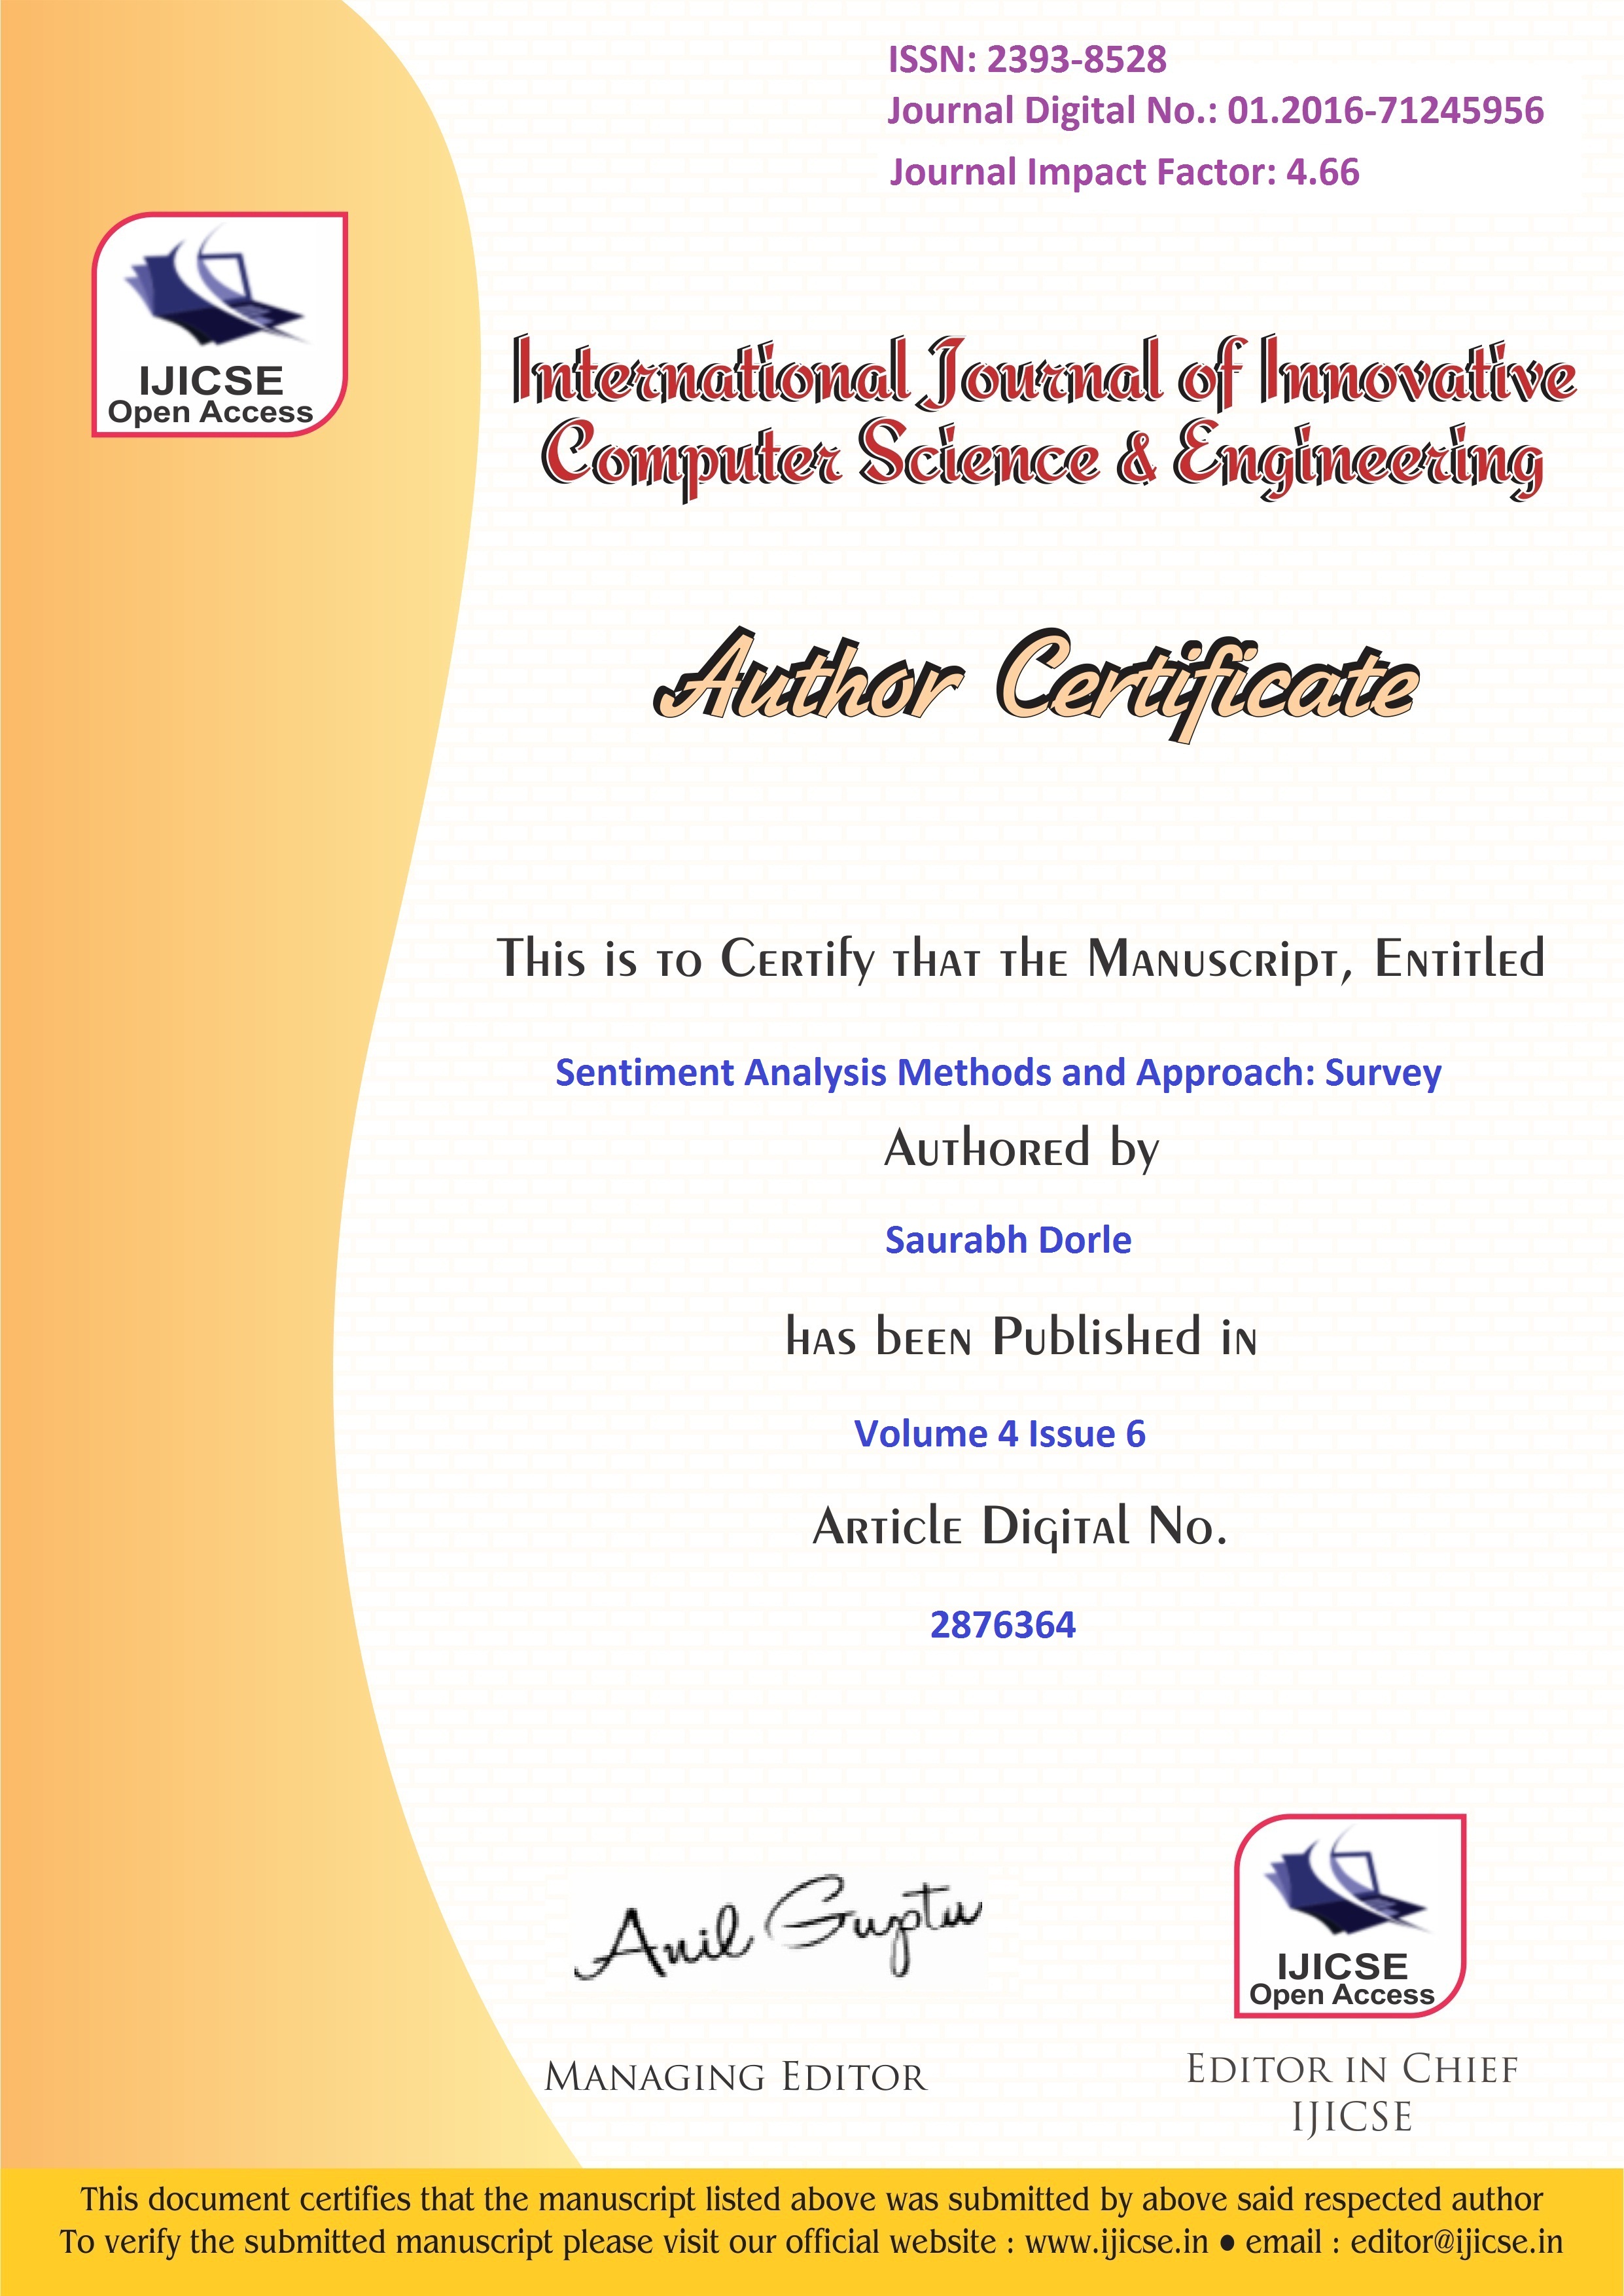 ISSN: 2393-8528
Journal Digital No.: 01.2016-71245956
Journal Impact Factor: 4.66
IJICSE
Open Access
International Journal of Innovative
Computer Science & Engineering
Author Certificate
This is to Certify that the Manuscript, Entitled
Sentiment Analysis Methods and Approach: Survey
Authored by
Saurabh Dorle
has been Published in
Volume 4 Issue 6
Article Digital No.
2876364
Anil Gupta
Managing Editor
IJICSE
Open Access
Editor in Chief
IJICSE
This document certifies that the manuscript listed above was submitted by above said respected author
To verify the submitted manuscript please visit our official website : www.ijicse.in ● email : editor@ijicse.in